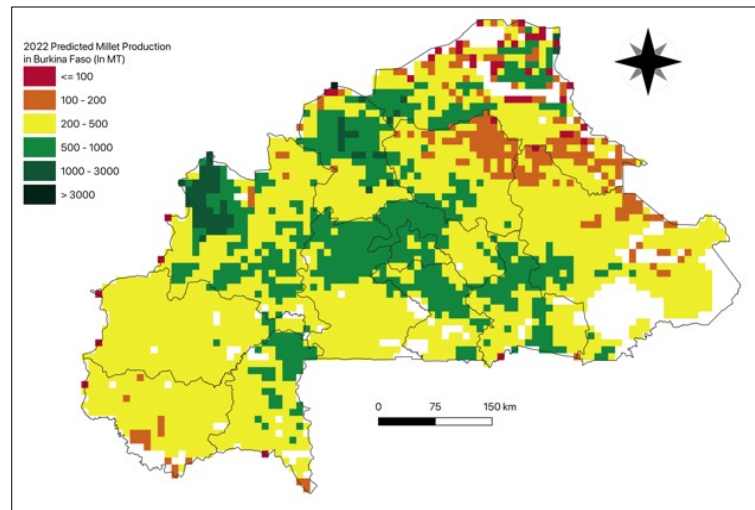 2022 Predicted Millet Production
in Burkina Faso (In MT)
<= 100
100 - 200
200 - 500
500 - 1000
1000 - 3000
> 3000
0 75 150 km